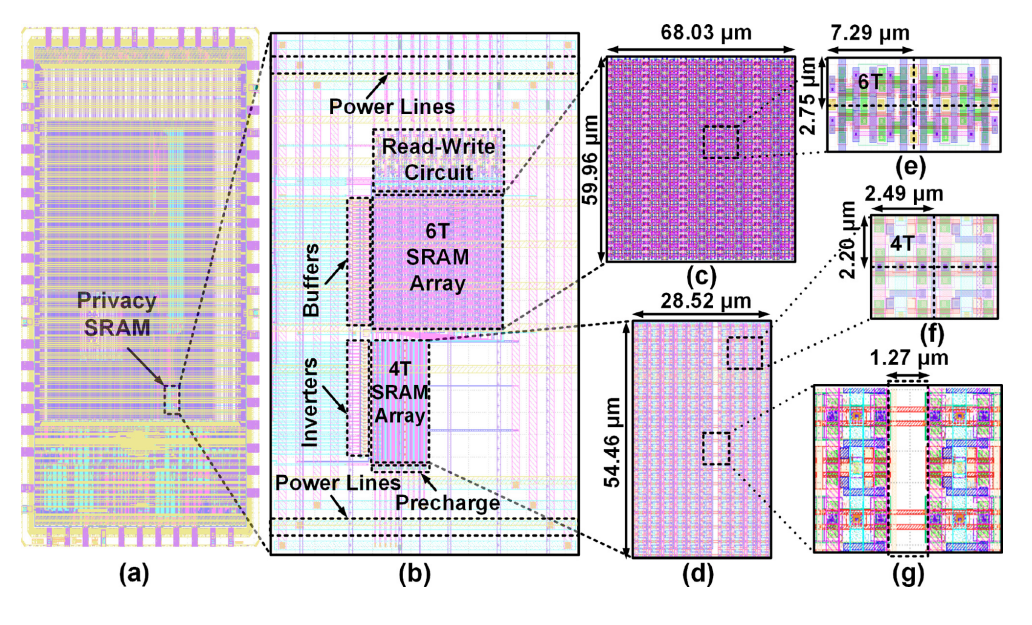 Privacy
SRAM
(a)
Power Lines
Read-Write
Circuit
6T
SRAM
Array
Buffers
4T
SRAM
Array
Inverters
Power Lines
Precharge
(b)
68.03 µm
59.96 µm
(c)
28.52 µm
54.46 µm
(d)
7.29 µm
2.75 µm
6T
(e)
2.49 µm
2.20 µm
4T
(f)
1.27 µm
(g)